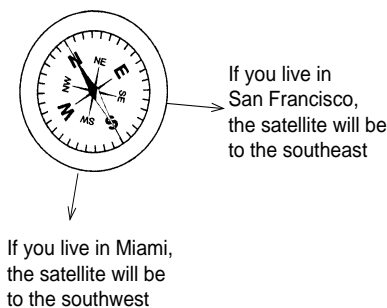 N
NE
E
SE
S
SW
W
NW
If you live in
San Francisco,
the satellite will be
to the southeast
If you live in Miami,
the satellite will be
to the southwest